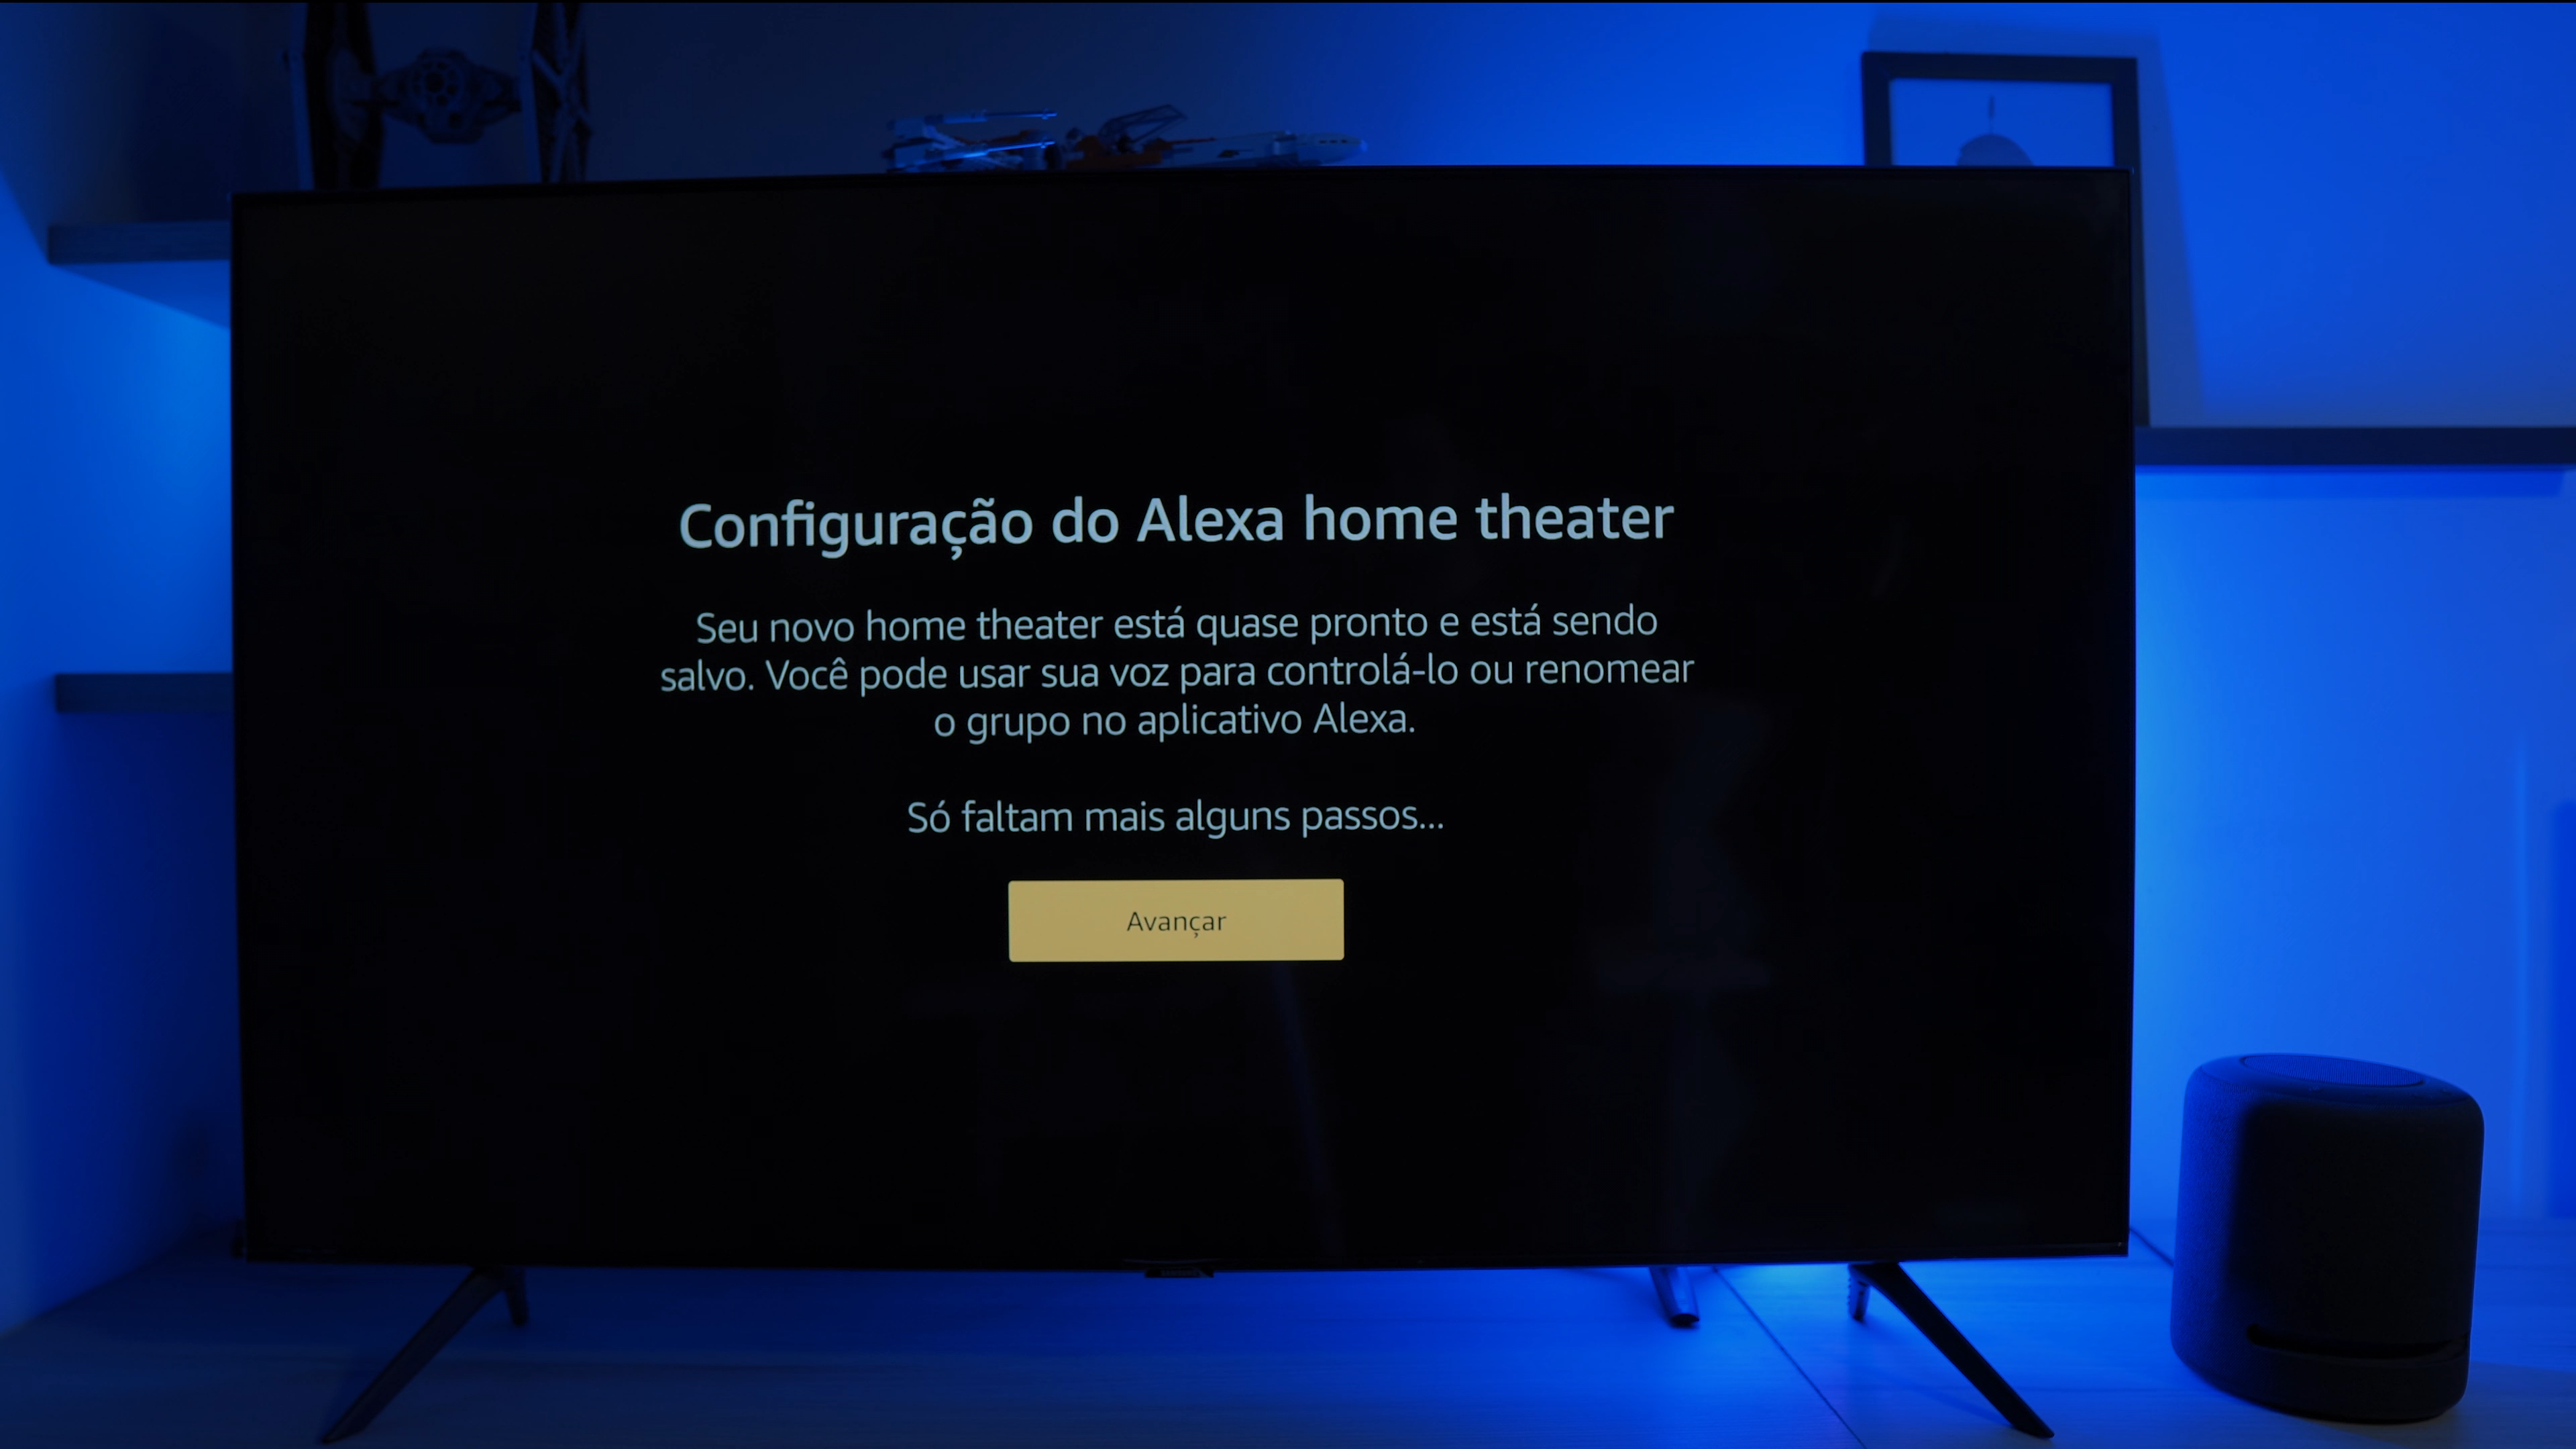 Configuração do Alexa home theater
Seu novo home theater está quase pronto e está sendo
salvo. Você pode usar sua voz para controlá-lo ou renomear
o grupo no aplicativo Alexa.
Só faltam mais alguns passos...
Avançar